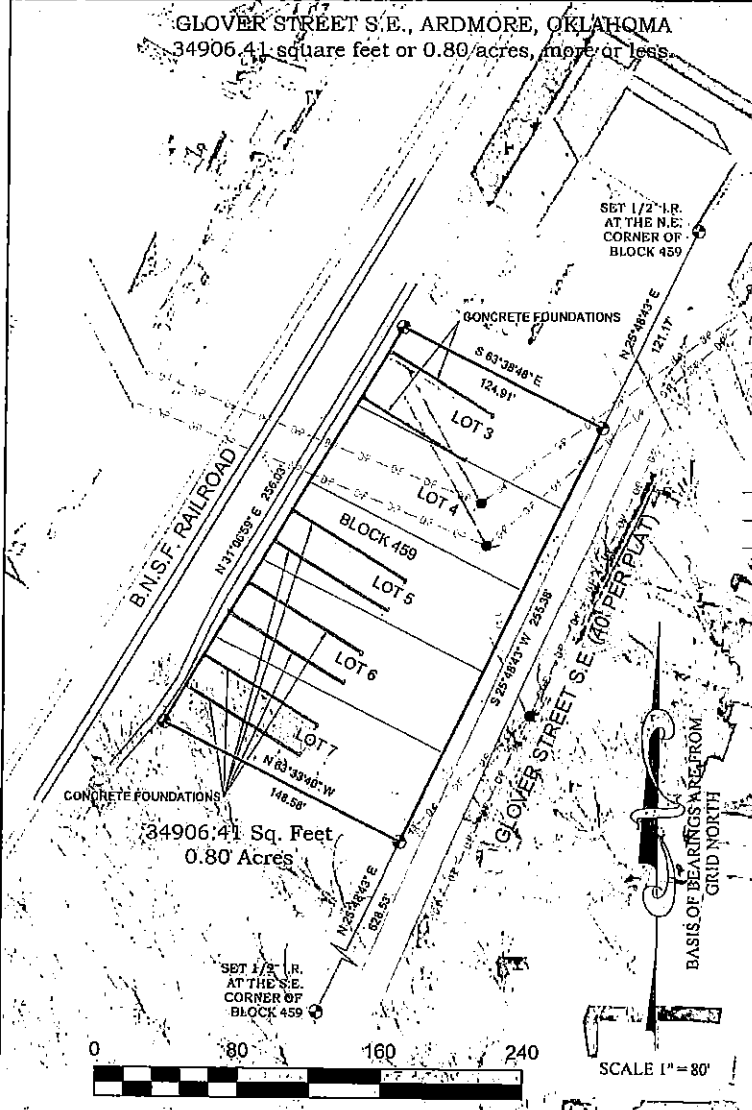 GLOVER STREET S.E., ARDMORE, OKLAHOMA
34906.41 square feet or 0.80 acres, more or less.
SET 1/2" I.R.
AT THE N.E.
CORNER OF
BLOCK 459
CONCRETE FOUNDATIONS
N 25°48'43" E
121.17'
S 63°38'48" E
124.91'
LOT 3
LOT 4
B.N.S.F. RAILROAD
N 31°06'59" E 256.03'
BLOCK 459
LOT 5
S 25°48'43" W 255.38'
GLOVER STREET S.E. (40' PER PLAT)
LOT 6
LOT 7
N 63°33'40" W
148.58'
CONCRETE FOUNDATIONS
34906.41 Sq. Feet
0.80 Acres
N 25°48'43" E
628.53'
SET 1/2" I.R.
AT THE S.E.
CORNER OF
BLOCK 459
BASIS OF BEARINGS ARE FROM
GRID NORTH
0 80 160 240
SCALE 1" = 80'